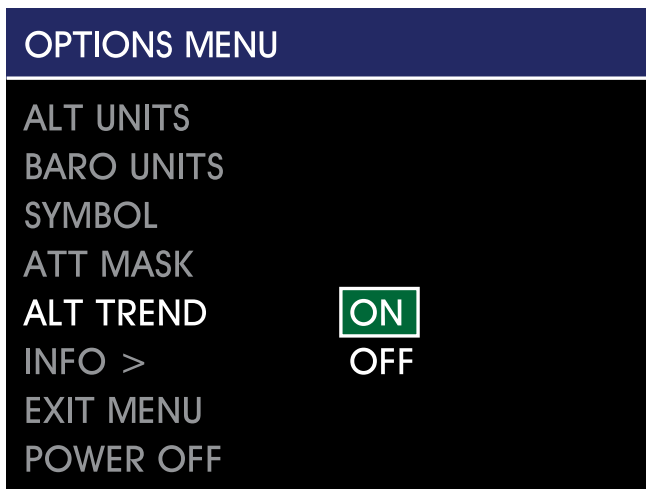 OPTIONS MENU
ALT UNITS
BARO UNITS
SYMBOL
ATT MASK
ALT TREND ON
INFO > OFF
EXIT MENU
POWER OFF